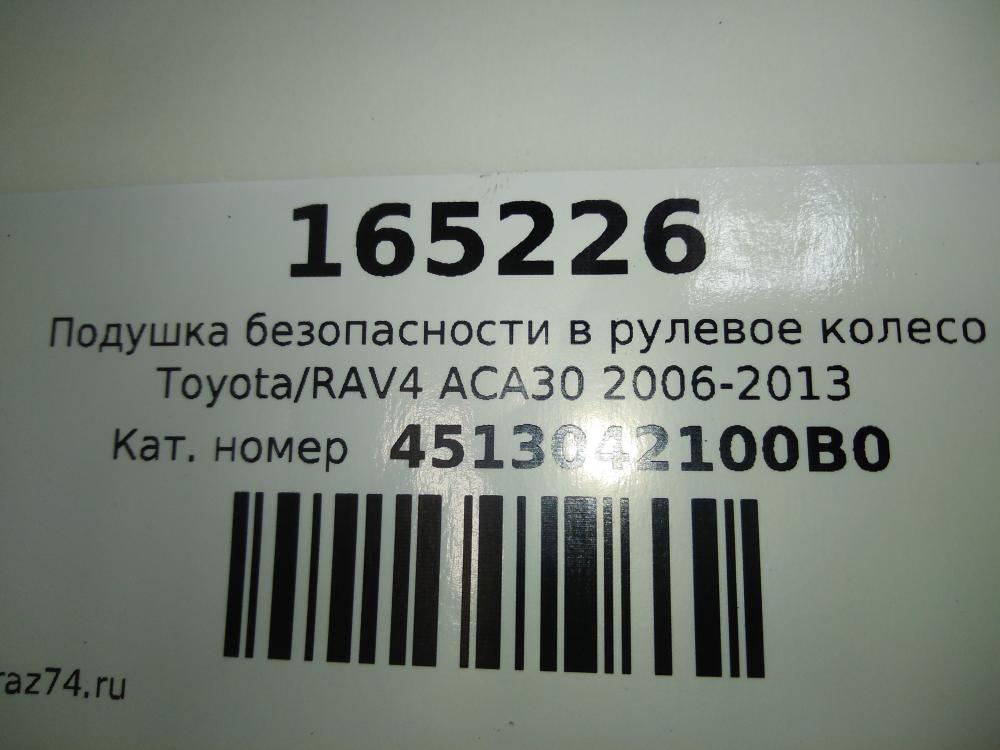 165226
Подушка безопасности в рулевое колесо
Toyota/RAV4 ACA30 2006-2013
Кат. номер 4513042100B0
raz74.ru